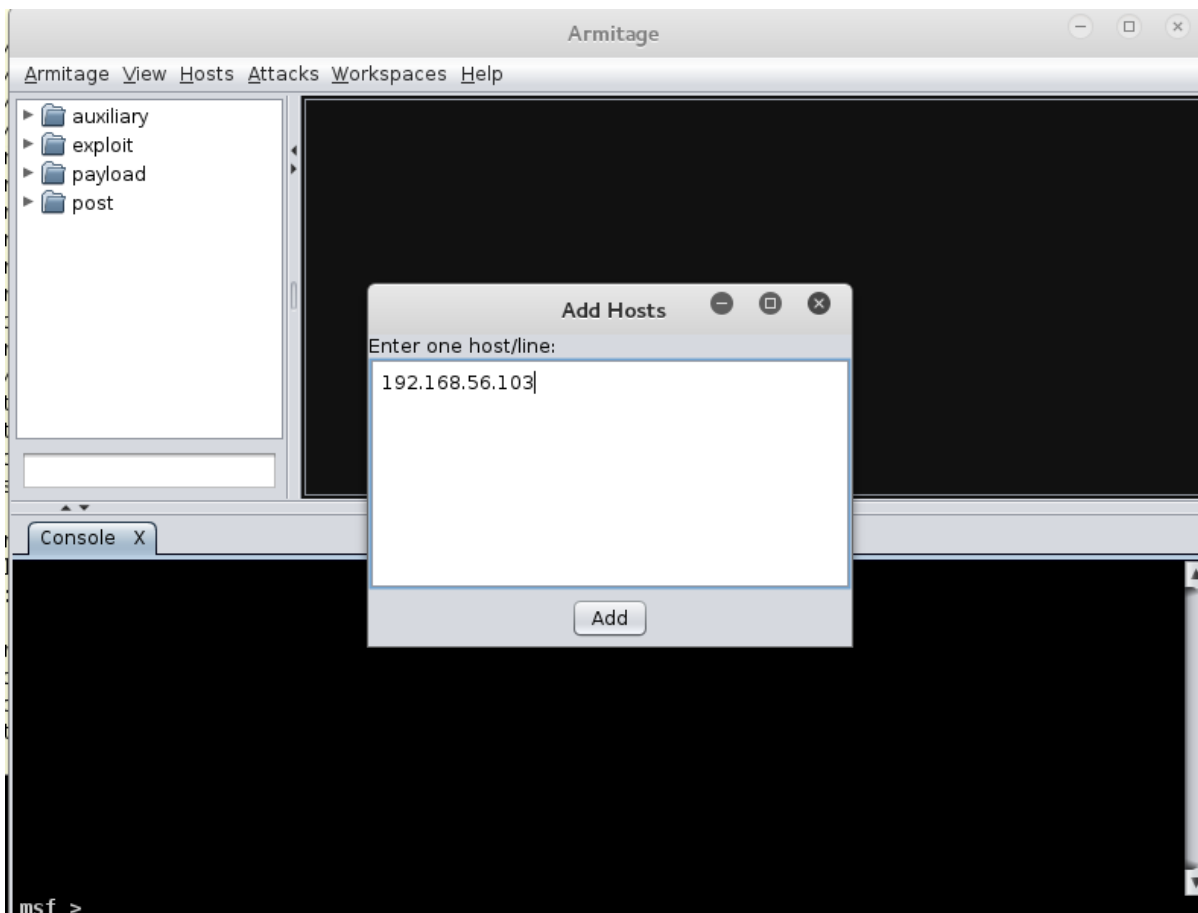 Armitage
Armitage View Hosts Attacks Workspaces Help
auxiliary
exploit
payload
post
Add Hosts
Enter one host/line:
192.168.56.103
Add
Console X
msf >